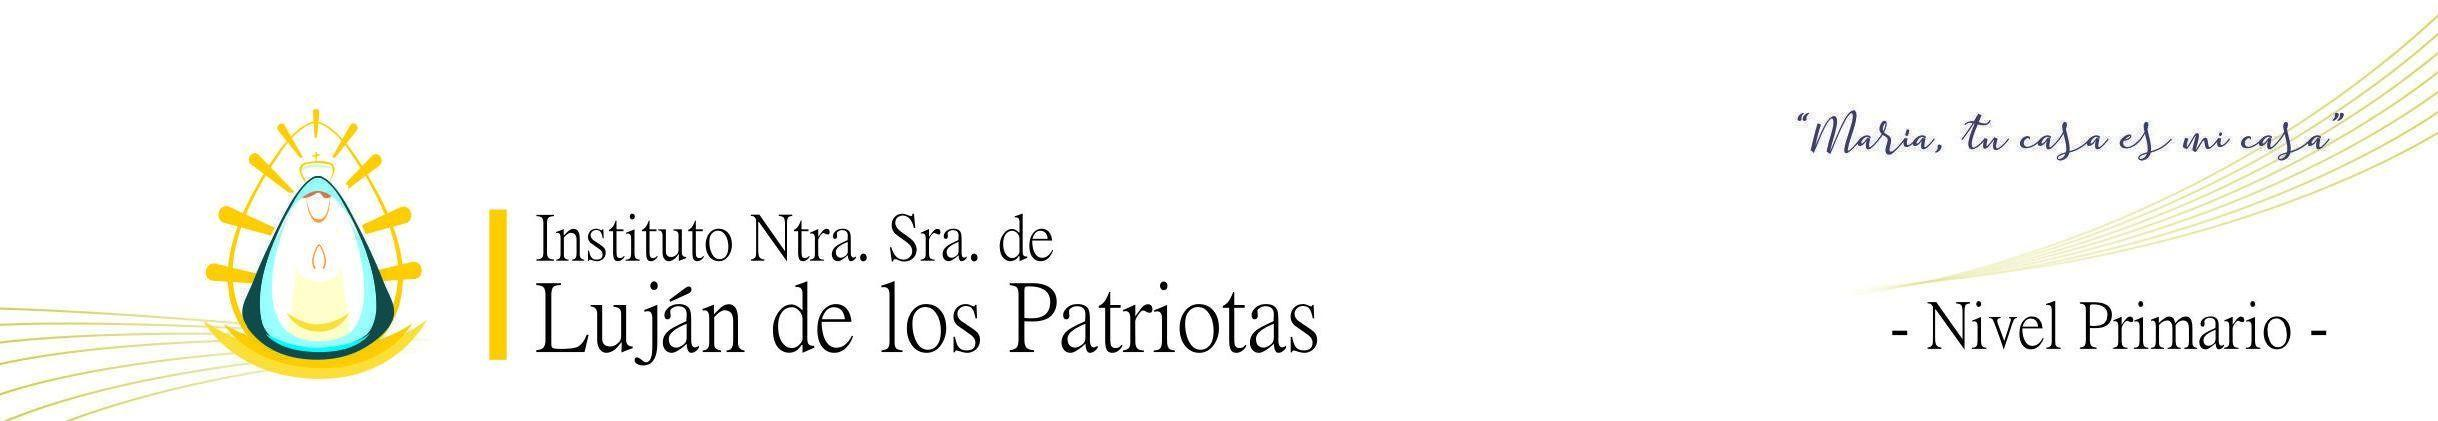 “Maria, tu casa es mi casa”
Instituto Ntra. Sra. de
Luján de los Patriotas
- Nivel Primario -